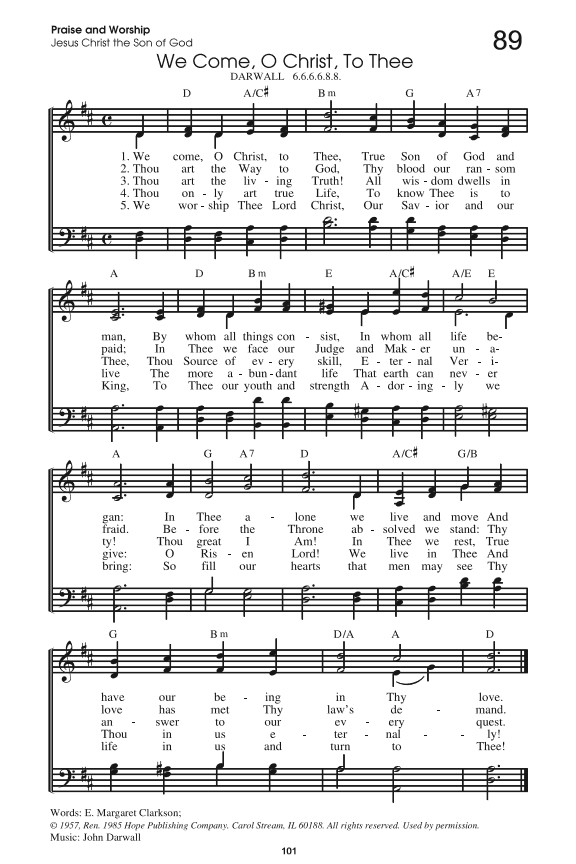 Praise and Worship
Jesus Christ the Son of God
89
We Come, O Christ, To Thee
DARWALL 6.6.6.6.8.8.
D A/C♯ Bm G A7
1. We come, O Christ, to Thee, True Son of God and
2. Thou art the Way to God, Thy blood our ran - som
3. Thou art the liv - ing Truth! All wis - dom dwells in
4. Thou on - ly art true Life, To know Thee is to
5. We wor - ship Thee Lord Christ, Our Sav - ior and our
A D Bm E A/C♯ A/E E
man, By whom all things con - sist, In whom all life be-
paid; In Thee we face our Judge and Mak - er un - a-
Thee, Thou Source of ev - ery skill, E - ter - nal Ver - i-
live The more a - bun - dant life That earth can nev - er
King, To Thee our youth and strength A - dor - ing - ly we
A G A7 D A/C♯ G/B
gan: In Thee a - lone we live and move And
fraid. Be - fore the Throne ab - solved we stand: Thy
ty! Thou great I Am! In Thee we rest, True
give: O Ris - en Lord! We live in Thee And
bring: So fill our hearts that men may see Thy
G Bm D/A A D
have our be - ing in Thy love.
love has met Thy law's de - mand.
an - swer to our ev - ery quest.
Thou in us e - ter - nal - ly!
life in us and turn to Thee!
Words: E. Margaret Clarkson;
© 1957, Ren. 1985 Hope Publishing Company. Carol Stream, IL 60188. All rights reserved. Used by permission.
Music: John Darwall
101